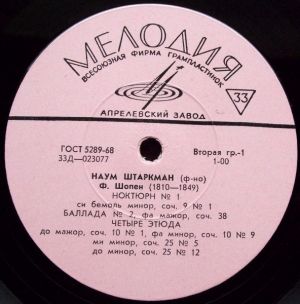 МЕЛОДИЯ
ВСЕСОЮЗНАЯ ФИРМА ГРАМПЛАСТИНОК
33
АПРЕЛЕВСКИЙ ЗАВОД
ГОСТ 5289-68
33Д—023077
Вторая гр.-1
1-00
НАУМ ШТАРКМАН (ф-но)
Ф. Шопен (1810—1849)
НОКТЮРН № 1
си бемоль минор, соч. 9 № 1
БАЛЛАДА № 2, фа мажор, соч. 38
ЧЕТЫРЕ ЭТЮДА
до мажор, соч. 10 № 1, фа минор, соч. 10 № 9
ми минор, соч. 25 № 5
до минор, соч. 25 № 12